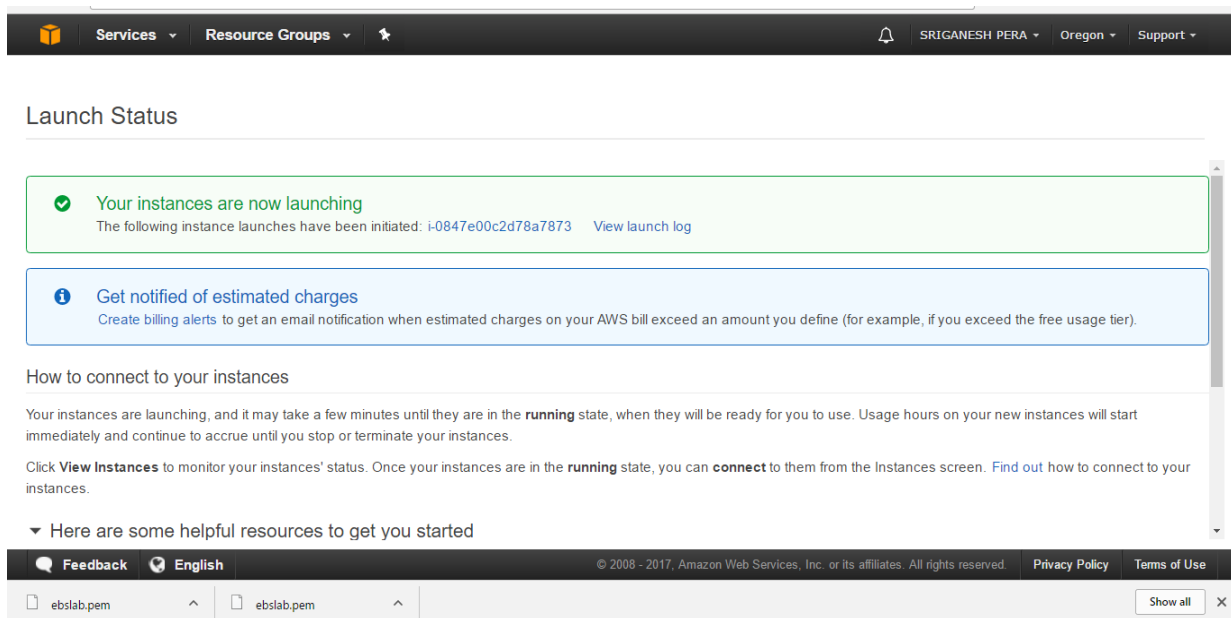 Services Resource Groups SRIGANESH PERA Oregon Support
Launch Status
Your instances are now launching
The following instance launches have been initiated: i-0847e00c2d78a7873 View launch log
Get notified of estimated charges
Create billing alerts to get an email notification when estimated charges on your AWS bill exceed an amount you define (for example, if you exceed the free usage tier).
How to connect to your instances
Your instances are launching, and it may take a few minutes until they are in the running state, when they will be ready for you to use. Usage hours on your new instances will start
immediately and continue to accrue until you stop or terminate your instances.
Click View Instances to monitor your instances' status. Once your instances are in the running state, you can connect to them from the Instances screen. Find out how to connect to your
instances.
Here are some helpful resources to get you started
Feedback English © 2008 - 2017, Amazon Web Services, Inc. or its affiliates. All rights reserved. Privacy Policy Terms of Use
ebslab.pem ebslab.pem Show all